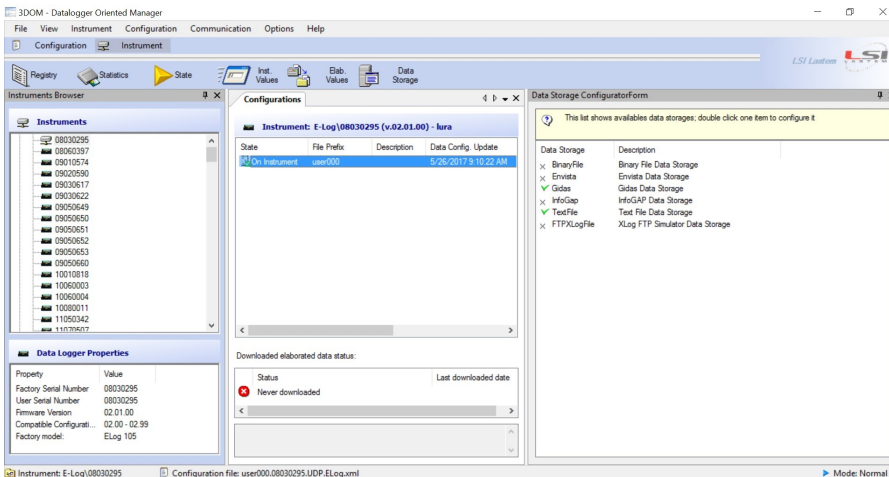 3DOM - Datalogger Oriented Manager
File View Instrument Configuration Communication Options Help
Configuration Instrument
LSI Lastem
LSI
LASTEM
Registry Statistics State Inst. Values Elab. Values Data Storage
Instruments Browser
Instruments
08030295
08060397
09010574
09020590
09030617
09030622
09050649
09050650
09050651
09050652
09050653
09050660
10010818
10060003
10060004
10080011
11050342
11070507
Data Logger Properties
Property Value
Factory Serial Number 08030295
User Serial Number 08030295
Firmware Version 02.01.00
Compatible Configurati... 02.00 - 02.99
Factory model: ELog 105
Configurations
Instrument: E-Log\08030295 (v.02.01.00) - lura
State File Prefix Description Data Config. Update
On Instrument user000 5/26/2017 9:10:22 AM
Downloaded elaborated data status:
Status Last downloaded date
Never downloaded
Data Storage ConfiguratorForm
This list shows availables data storages; double click one item to configure it
Data Storage Description
BinaryFile Binary File Data Storage
Envista Envista Data Storage
Gidas Gidas Data Storage
InfoGap InfoGAP Data Storage
TextFile Text File Data Storage
FTPXLogFile XLog FTP Simulator Data Storage
Instrument: E-Log\08030295 Configuration file: user000.08030295.UDP.ELog.xml Mode: Normal